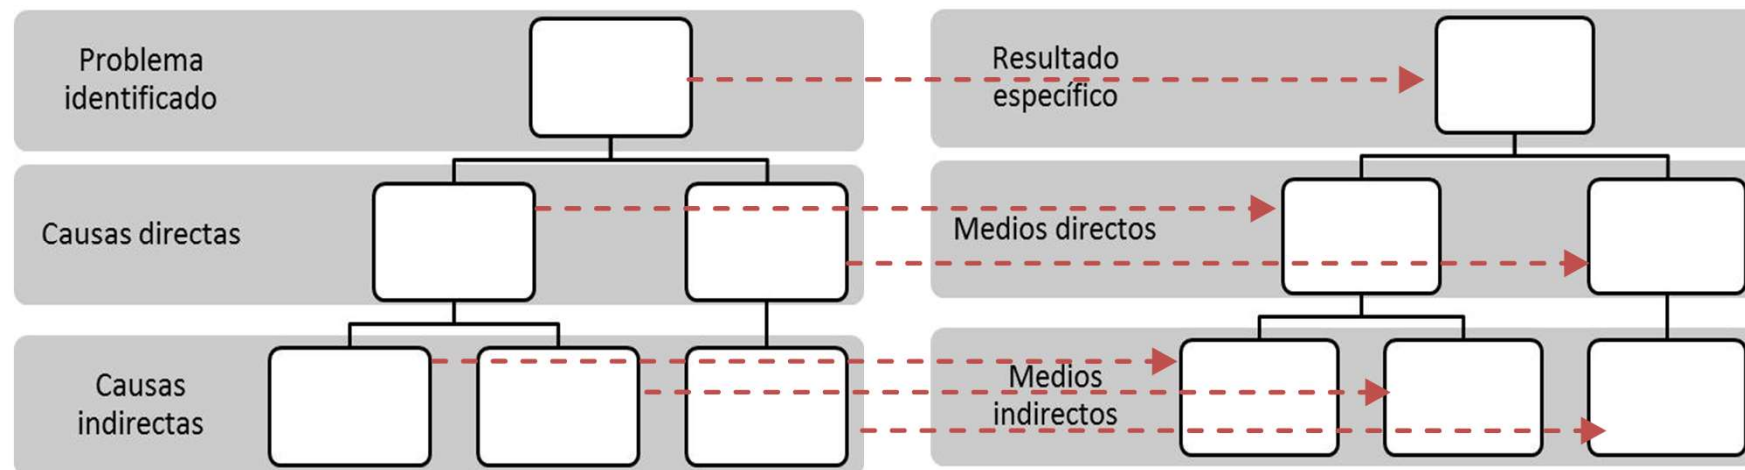 Problema
identificado
Resultado
específico
Causas directas
Medios directos
Causas
indirectas
Medios
indirectos